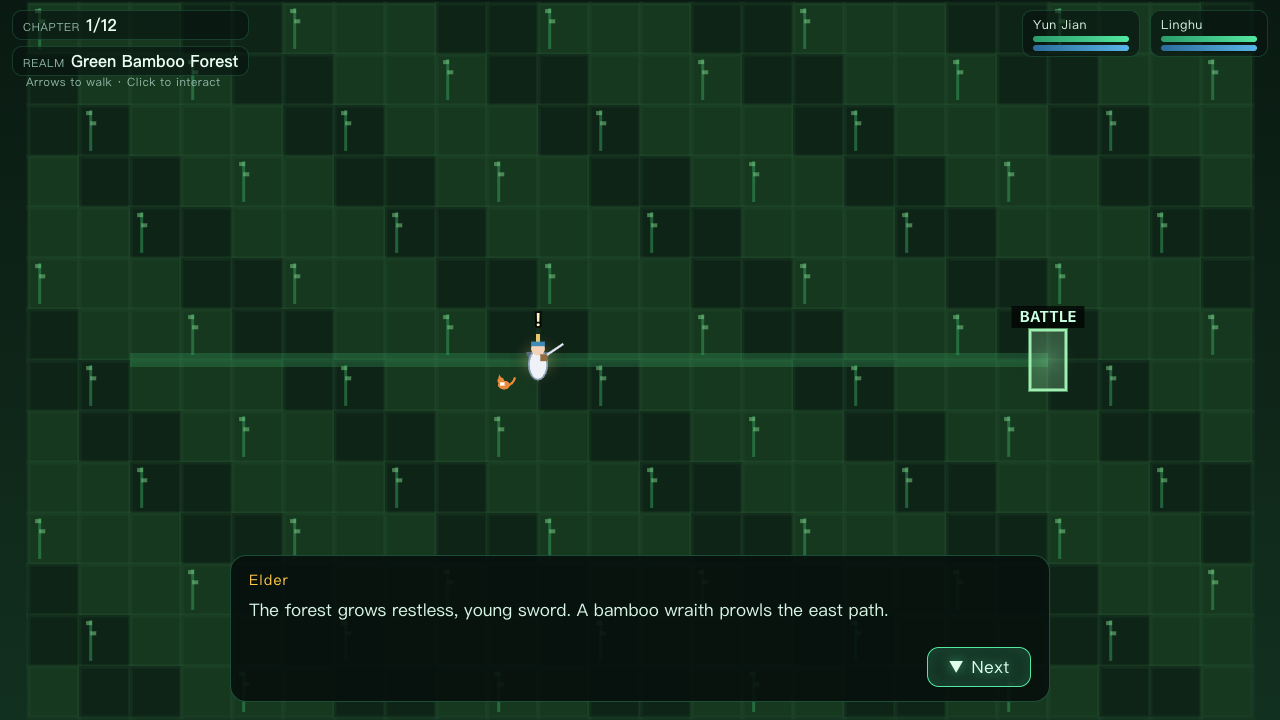 CHAPTER 1/12
REALM Green Bamboo Forest
Arrows to walk · Click to interact
Yun Jian
Linghu
!
BATTLE
Elder
The forest grows restless, young sword. A bamboo wraith prowls the east path.
▼ Next